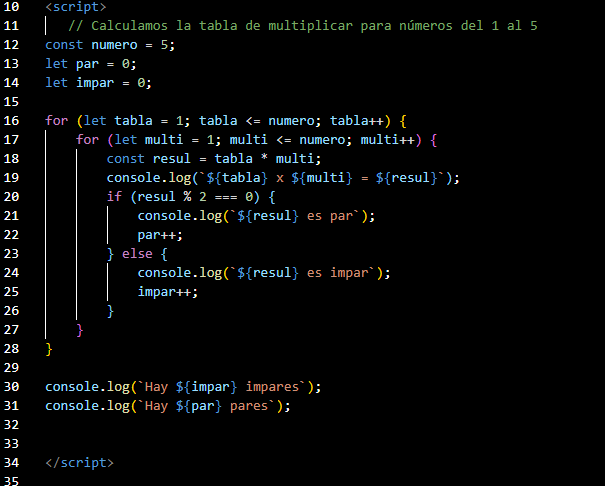 10 <script>
11 // Calculamos la tabla de multiplicar para números del 1 al 5
12 const numero = 5;
13 let par = 0;
14 let impar = 0;
15
16 for (let tabla = 1; tabla <= numero; tabla++) {
17 for (let multi = 1; multi <= numero; multi++) {
18 const resul = tabla * multi;
19 console.log(`${tabla} x ${multi} = ${resul}`);
20 if (resul % 2 === 0) {
21 console.log(`${resul} es par`);
22 par++;
23 } else {
24 console.log(`${resul} es impar`);
25 impar++;
26 }
27 }
28 }
29
30 console.log(`Hay ${impar} impares`);
31 console.log(`Hay ${par} pares`);
32
33
34 </script>
35